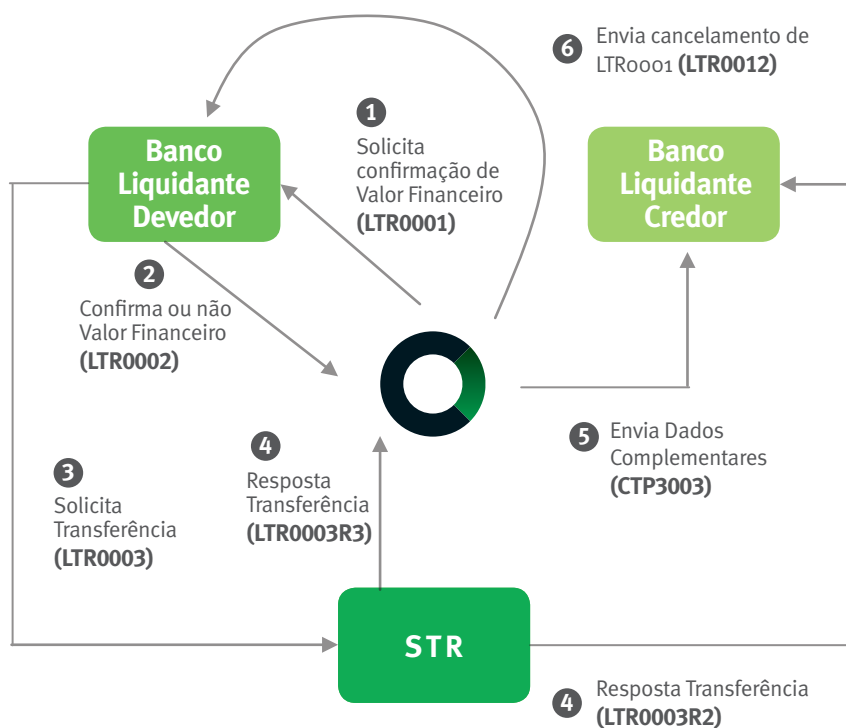 6
Envia cancelamento de
LTR0001 (LTR0012)
1
Solicita
confirmação de
Valor Financeiro
(LTR0001)
Banco
Liquidante
Devedor
Banco
Liquidante
Credor
2
Confirma ou não
Valor Financeiro
(LTR0002)
3
Solicita
Transferência
(LTR0003)
4
Resposta
Transferência
(LTR0003R3)
5
Envia Dados
Complementares
(CTP3003)
STR
4
Resposta Transferência
(LTR0003R2)